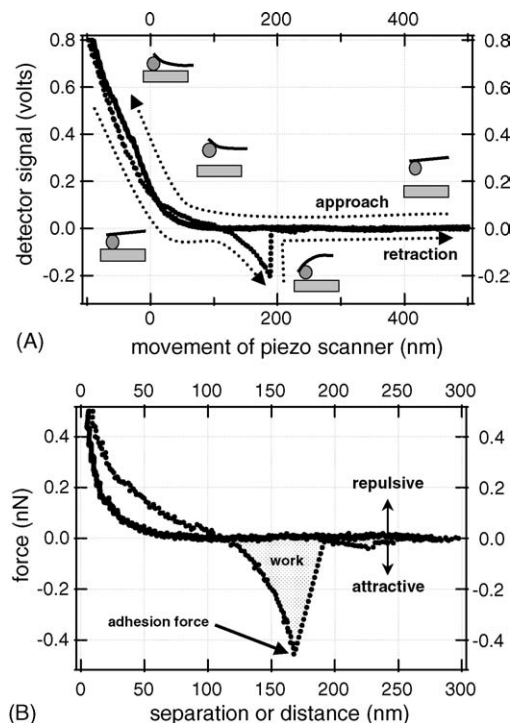 0 200 400
0.8 0.8
0.6 0.6
0.4 0.4
0.2 0.2
0.0 0.0
-0.2 -0.2
detector signal (volts)
approach
retraction
0 200 400
(A) movement of piezo scanner (nm)
0 50 100 150 200 250 300
0.4 0.4
0.2 0.2
0.0 0.0
-0.2 -0.2
-0.4 -0.4
force (nN)
repulsive
work
attractive
adhesion force
0 50 100 150 200 250 300
(B) separation or distance (nm)